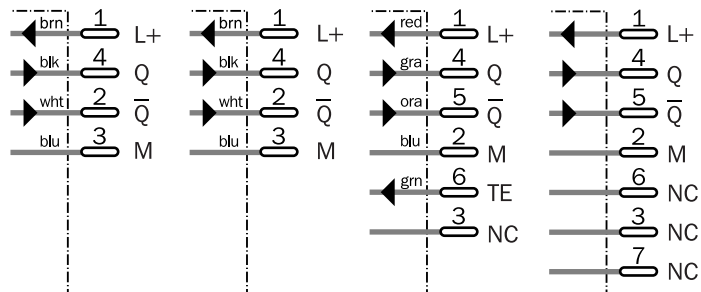 brn 1 L+
blk 4 Q
wht 2 Q̅
blu 3 M
brn 1 L+
blk 4 Q
wht 2 Q̅
blu 3 M
red 1 L+
gra 4 Q
ora 5 Q̅
blu 2 M
grn 6 TE
3 NC
1 L+
4 Q
5 Q̅
2 M
6 NC
3 NC
7 NC